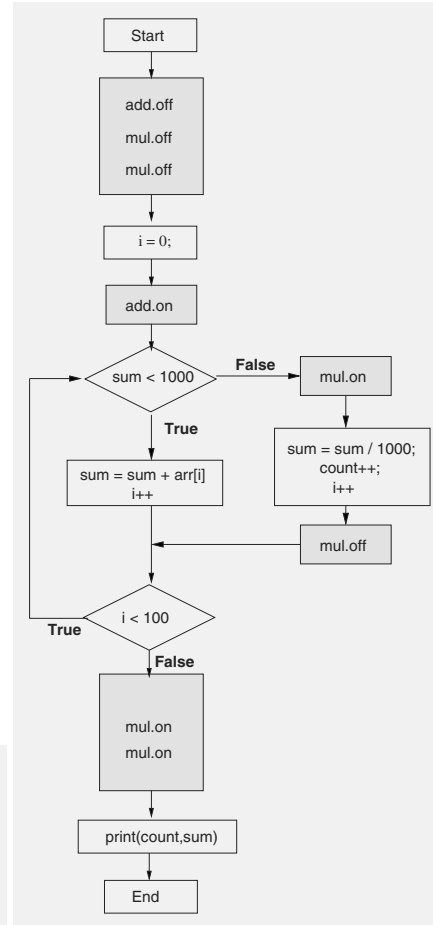 Start
add.off
mul.off
mul.off
i = 0;
add.on
sum < 1000
False
mul.on
True
sum = sum + arr[i]
i++
sum = sum / 1000;
count++;
i++
mul.off
i < 100
True
False
mul.on
mul.on
print(count,sum)
End